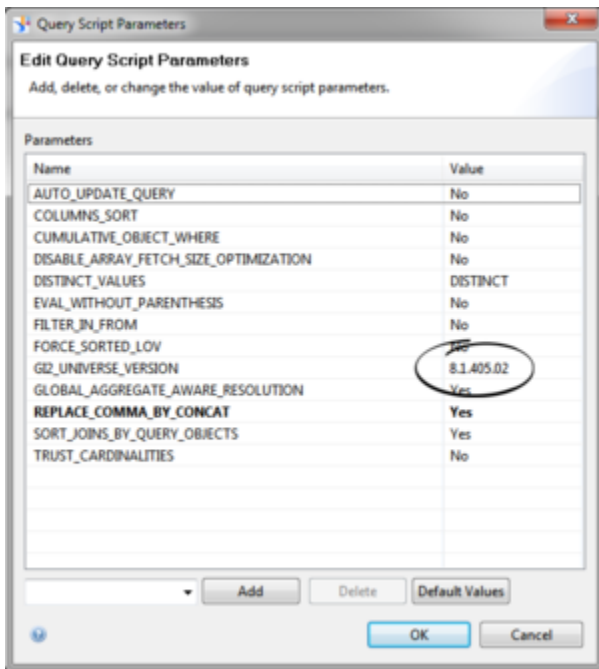 Query Script Parameters
Edit Query Script Parameters
Add, delete, or change the value of query script parameters.
Parameters
Name Value
AUTO_UPDATE_QUERY No
COLUMNS_SORT No
CUMULATIVE_OBJECT_WHERE No
DISABLE_ARRAY_FETCH_SIZE_OPTIMIZATION No
DISTINCT_VALUES DISTINCT
EVAL_WITHOUT_PARENTHESIS No
FILTER_IN_FROM No
FORCE_SORTED_LOV No
GI2_UNIVERSE_VERSION 8.1.405.02
GLOBAL_AGGREGATE_AWARE_RESOLUTION Yes
REPLACE_COMMA_BY_CONCAT Yes
SORT_JOINS_BY_QUERY_OBJECTS Yes
TRUST_CARDINALITIES No
Add Delete Default Values
OK Cancel